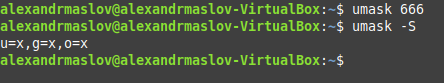 alexandrmaslov@alexandrmaslov-VirtualBox:~$ umask 666
alexandrmaslov@alexandrmaslov-VirtualBox:~$ umask -S
u=x,g=x,o=x
alexandrmaslov@alexandrmaslov-VirtualBox:~$